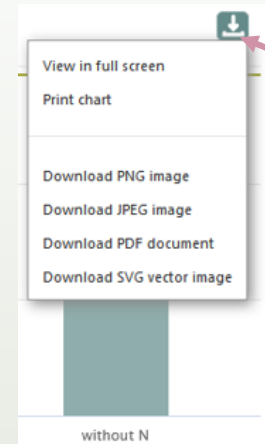 View in full screen
Print chart
Download PNG image
Download JPEG image
Download PDF document
Download SVG vector image
without N